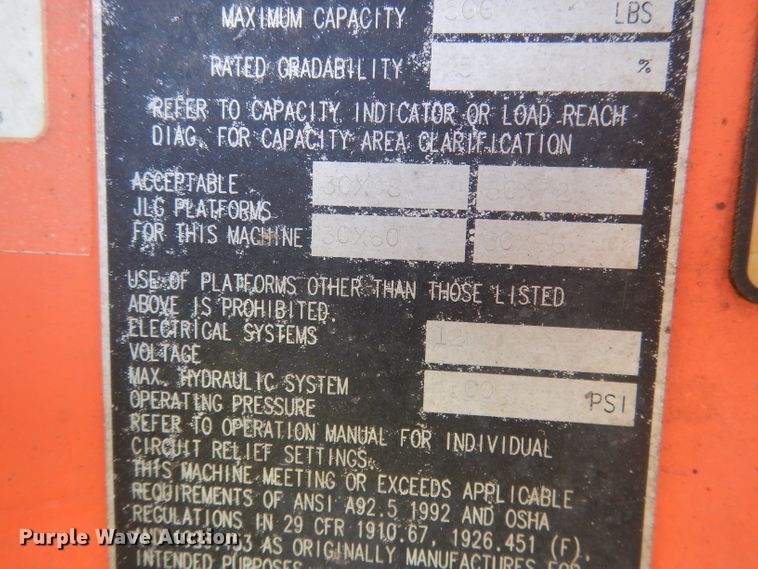 MAXIMUM CAPACITY 500 LBS
RATED GRADABILITY %
REFER TO CAPACITY INDICATOR OR LOAD REACH
DIAG. FOR CAPACITY AREA CLARIFICATION
ACCEPTABLE
JLG PLATFORMS
FOR THIS MACHINE 30X60
USE OF PLATFORMS OTHER THAN THOSE LISTED
ABOVE IS PROHIBITED.
ELECTRICAL SYSTEMS
VOLTAGE
MAX. HYDRAULIC SYSTEM
OPERATING PRESSURE PSI
REFER TO OPERATION MANUAL FOR INDIVIDUAL
CIRCUIT RELIEF SETTINGS.
THIS MACHINE MEETING OR EXCEEDS APPLICABLE
REQUIREMENTS OF ANSI A92.5 1992 AND OSHA
REGULATIONS IN 29 CFR 1910.67, 1926.451 (F),
AS ORIGINALLY MANUFACTURES FOR
INTENDED PURPOSES
Purple Wave Auction